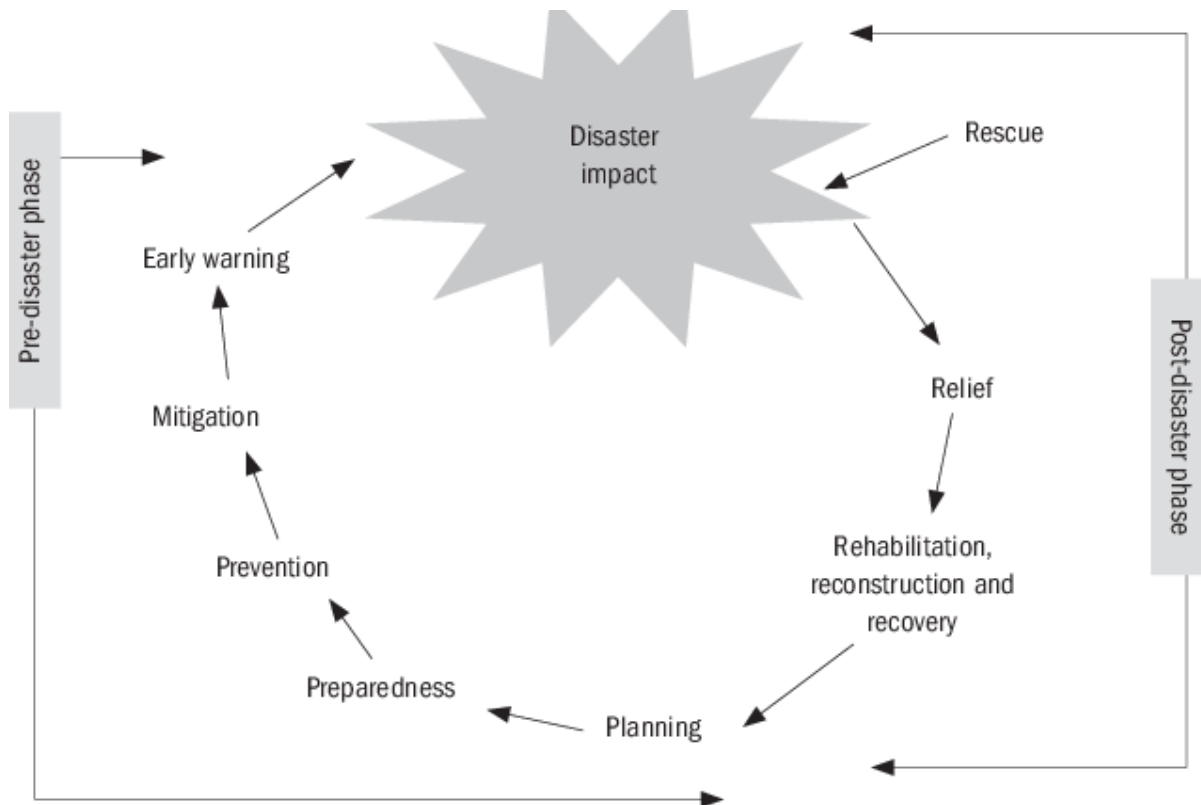 Disaster
impact
Rescue
Pre-disaster phase
Early warning
Post-disaster phase
Relief
Mitigation
Rehabilitation,
reconstruction and
recovery
Prevention
Preparedness
Planning